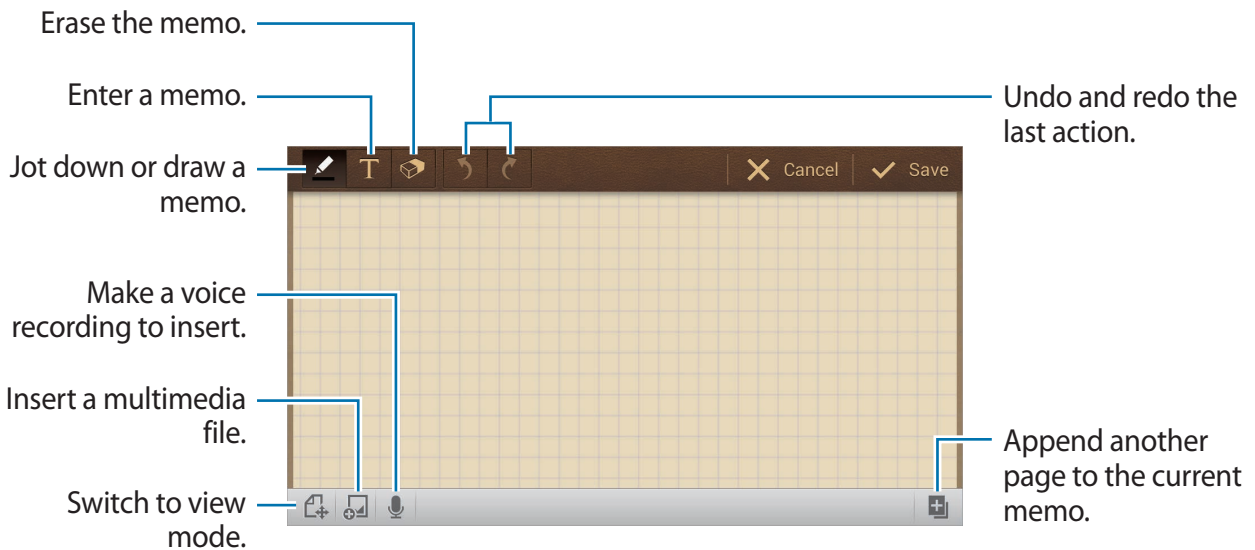 Erase the memo.
Enter a memo.
Jot down or draw a
memo.
Make a voice
recording to insert.
Insert a multimedia
file.
Switch to view
mode.
T
Cancel
Save
Undo and redo the
last action.
Append another
page to the current
memo.